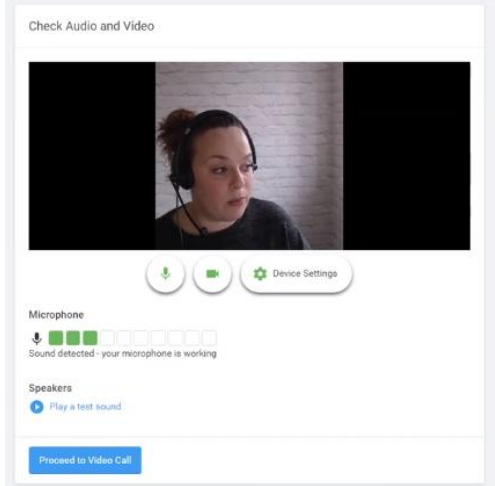 Check Audio and Video
Device Settings
Microphone
Sound detected - your microphone is working
Speakers
Play a test sound
Proceed to Video Call